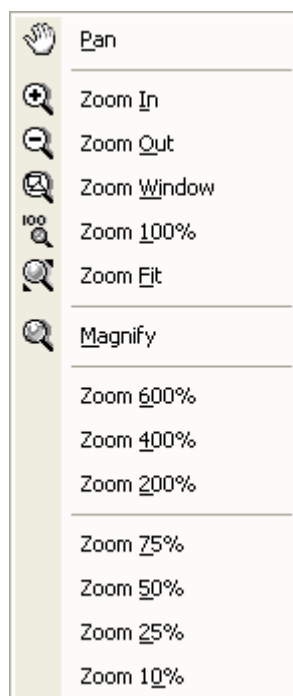 Pan
Zoom In
Zoom Out
Zoom Window
100
Zoom 100%
Zoom Fit
Magnify
Zoom 600%
Zoom 400%
Zoom 200%
Zoom 75%
Zoom 50%
Zoom 25%
Zoom 10%